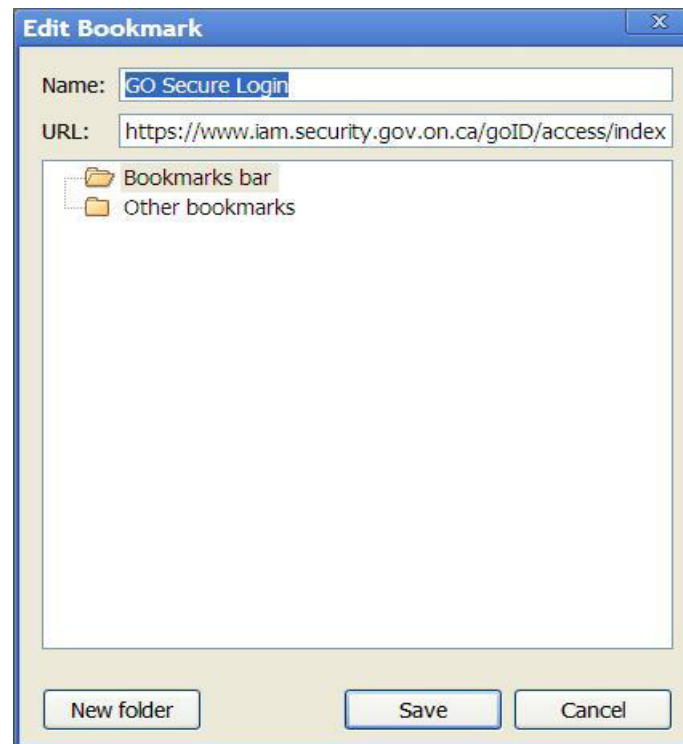 Edit Bookmark
Name: GO Secure Login
URL: https://www.iam.security.gov.on.ca/goID/access/index
Bookmarks bar
Other bookmarks
New folder Save Cancel